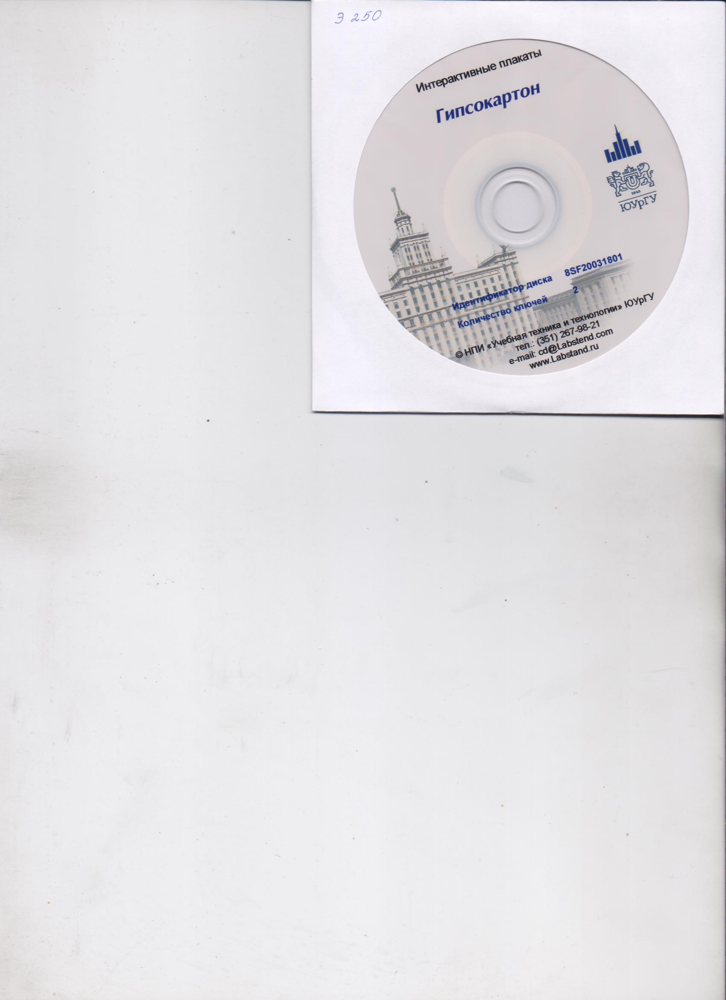 Э 250
Интерактивные плакаты
Гипсокартон
1943
ЮУрГУ
Идентификатор диска 8SF20031801
Количество ключей 2
© НПИ «Учебная техника и технологии» ЮУрГУ
тел.: (351) 267-98-21
e-mail: cd@Labstend.com
www.Labstand.ru